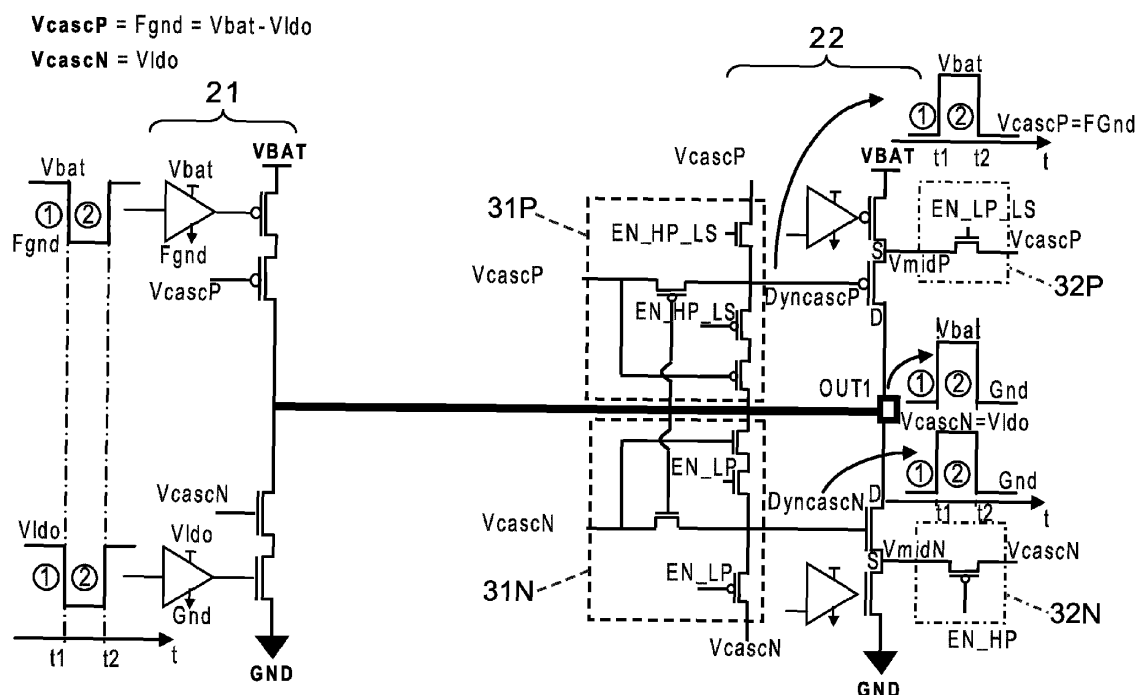 VcascP = Fgnd = Vbat-Vldo
VcascN = Vldo
21
Vbat
1
2
Fgnd
Vbat
Fgnd
VBAT
VcascP
VcascN
Vldo
1
2
Vldo
Gnd
t1
t2
t
GND
22
Vbat
1
2
VcascP=FGnd
t1
t2
t
VcascP
VBAT
31P
EN_HP_LS
EN_LP_LS
VcascP
VcascP
S
VmidP
32P
EN_HP_LS
DyncascP
D
Vbat
OUT1
1
2
Gnd
VcascN=Vldo
EN_LP
1
2
Gnd
DyncascN
D
t1
t2
t
VcascN
S
VmidN
VcascN
31N
EN_LP
32N
VcascN
EN_HP
GND